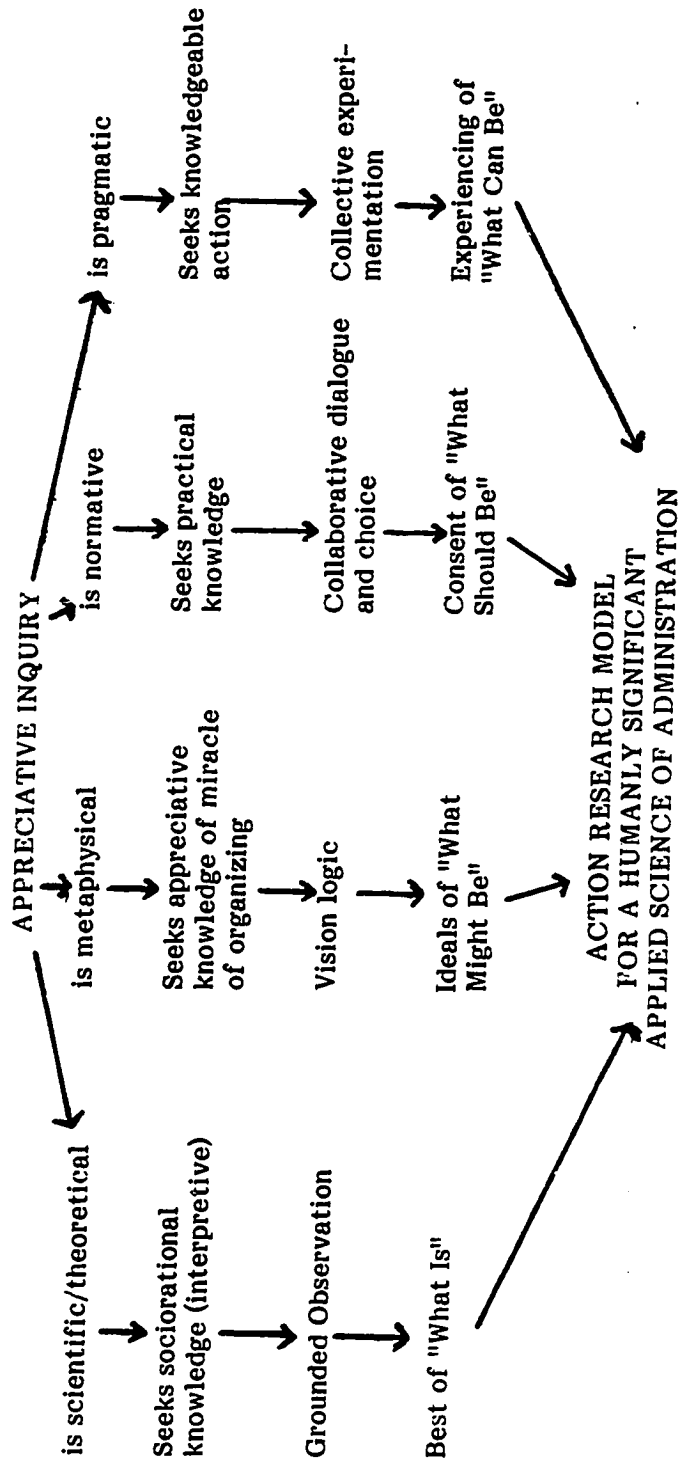 APPRECIATIVE INQUIRY
is scientific/theoretical
Seeks sociorational
knowledge (interpretive)
Grounded Observation
Best of "What Is"
is metaphysical
Seeks appreciative
knowledge of miracle
of organizing
Vision logic
Ideals of "What
Might Be"
is normative
Seeks practical
knowledge
Collaborative dialogue
and choice
Consent of "What
Should Be"
is pragmatic
Seeks knowledgeable
action
Collective experi-
mentation
Experiencing of
"What Can Be"
ACTION RESEARCH MODEL
FOR A HUMANLY SIGNIFICANT
APPLIED SCIENCE OF ADMINISTRATION